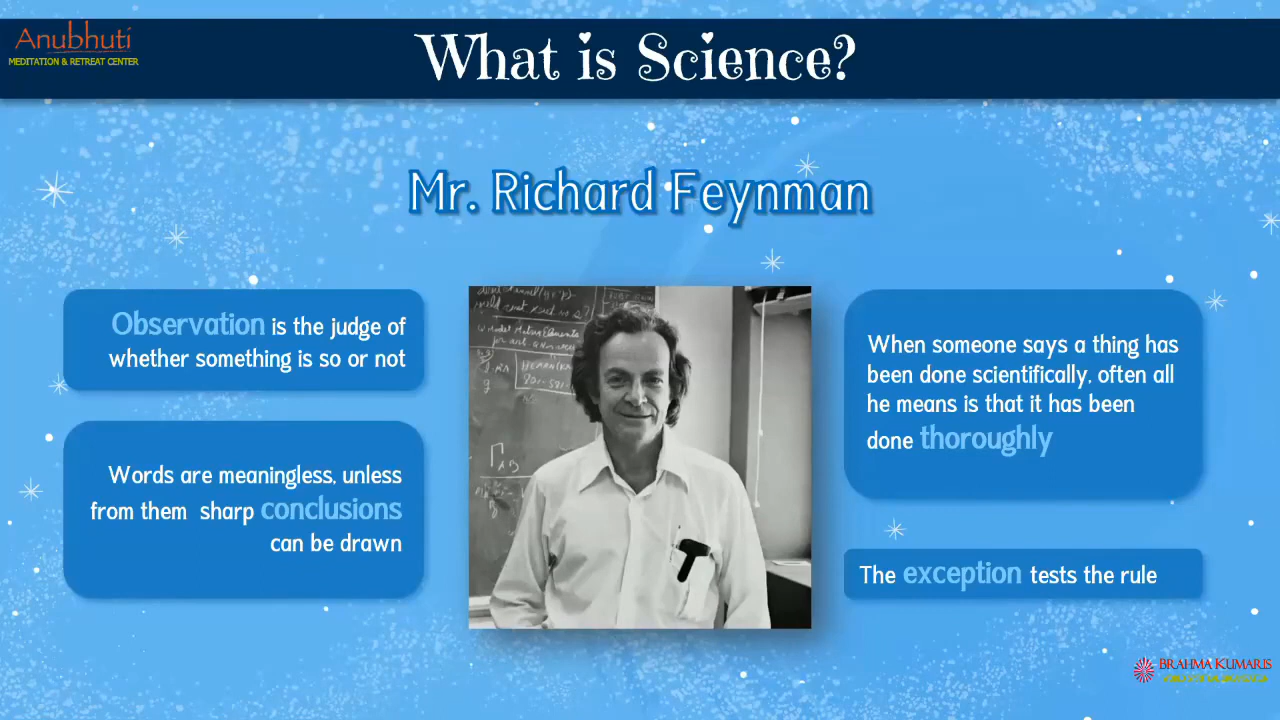 Anubhuti
MEDITATION & RETREAT CENTER
What is Science?
Mr. Richard Feynman
Observation is the judge of
whether something is so or not
Words are meaningless, unless
from them sharp conclusions
can be drawn
When someone says a thing has
been done scientifically, often all
he means is that it has been
done thoroughly
The exception tests the rule
BRAHMA KUMARIS